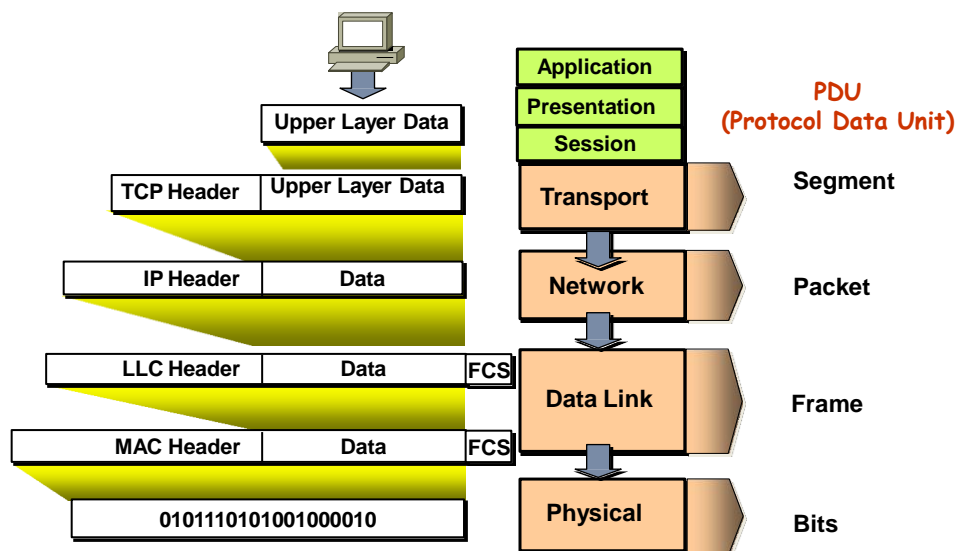 Application
PDU
(Protocol Data Unit)
Presentation
Upper Layer Data
Session
TCP Header
Upper Layer Data
Transport
Segment
IP Header
Data
Network
Packet
LLC Header
Data
FCS
Data Link
Frame
MAC Header
Data
FCS
0101110101001000010
Physical
Bits